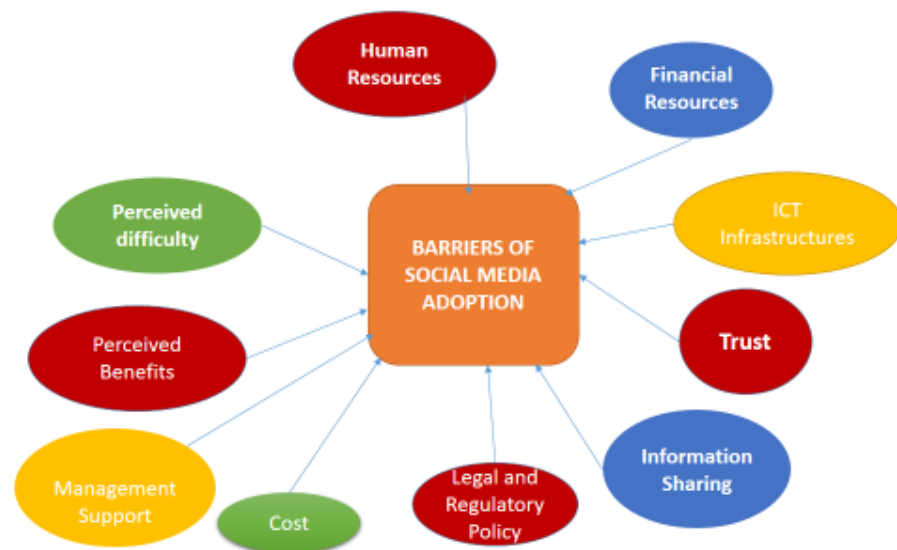 Human
Resources
Financial
Resources
Perceived
difficulty
ICT
Infrastructures
BARRIERS OF
SOCIAL MEDIA
ADOPTION
Trust
Perceived
Benefits
Information
Sharing
Management
Support
Legal and
Regulatory
Policy
Cost